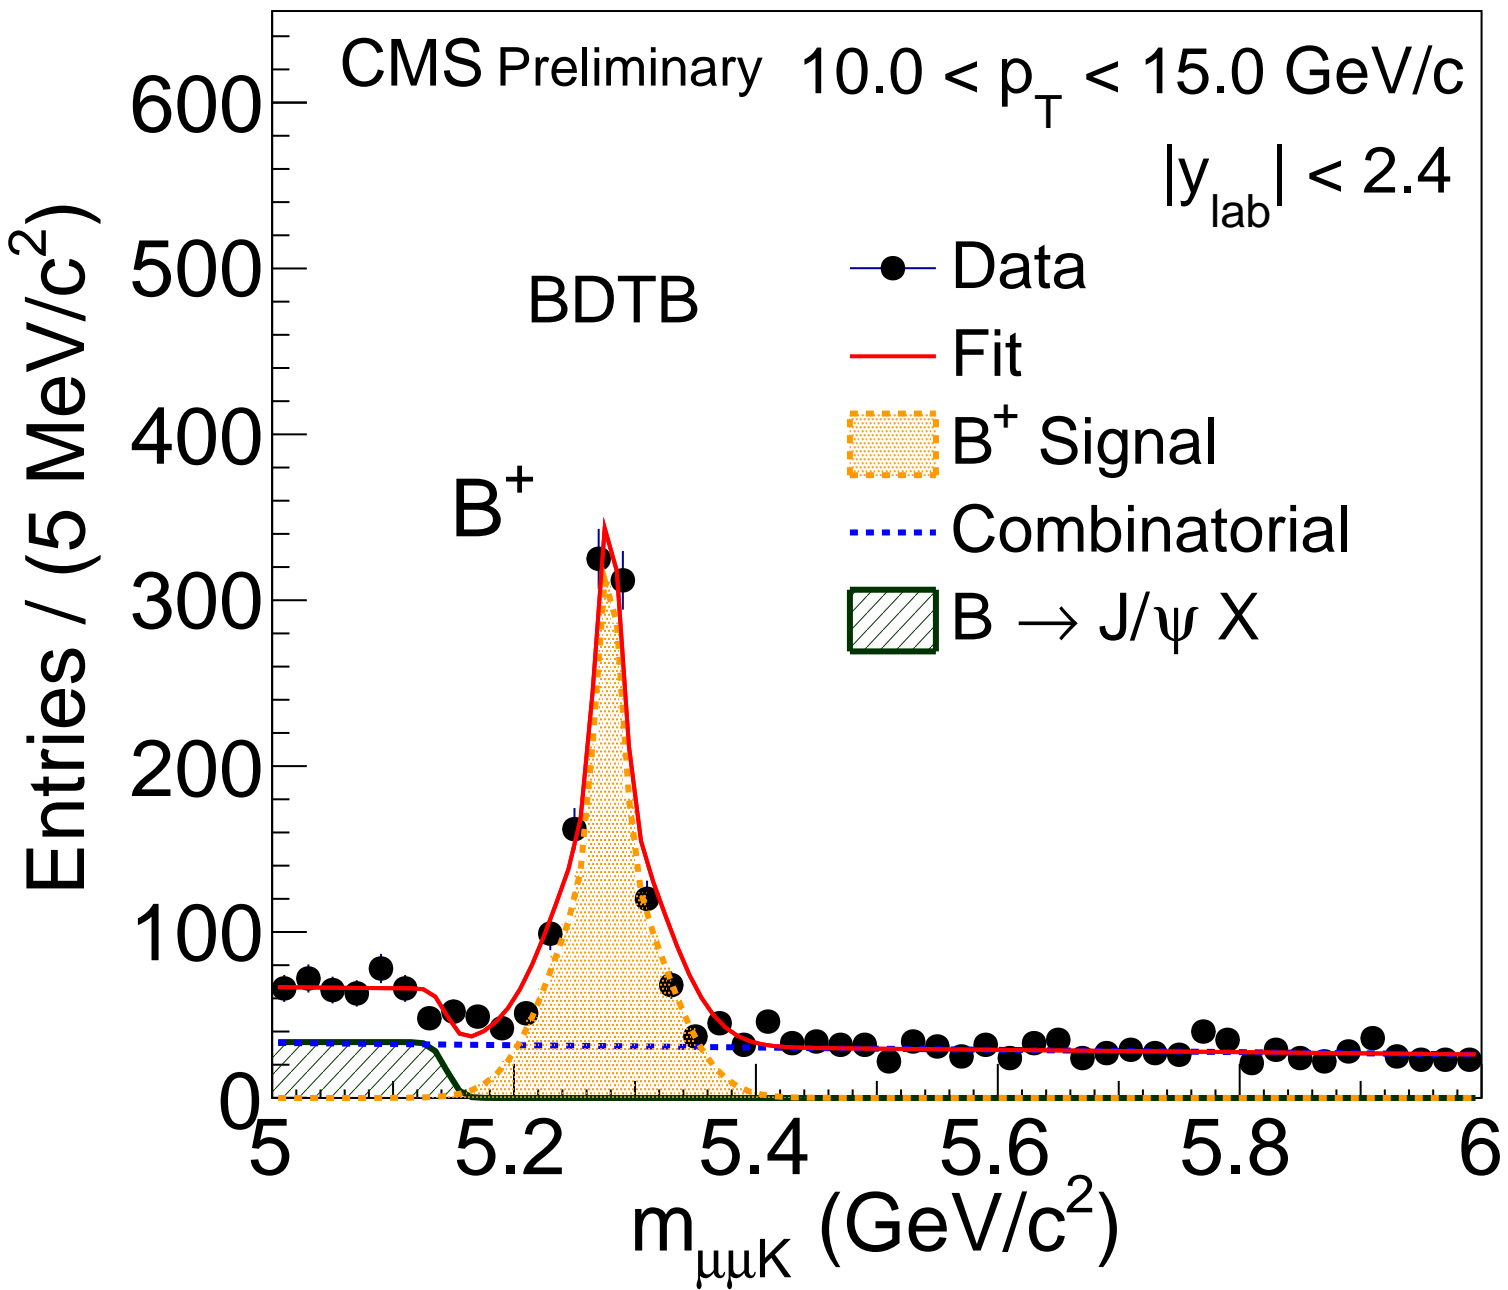 CMS Preliminary 10.0 < p_T < 15.0 GeV/c
|y_lab| < 2.4
BDTB
B⁺
Data
Fit
B⁺ Signal
Combinatorial
B → J/ψ X
Entries / (5 MeV/c²)
600
500
400
300
200
100
0
5 5.2 5.4 5.6 5.8 6
m_μμK (GeV/c²)